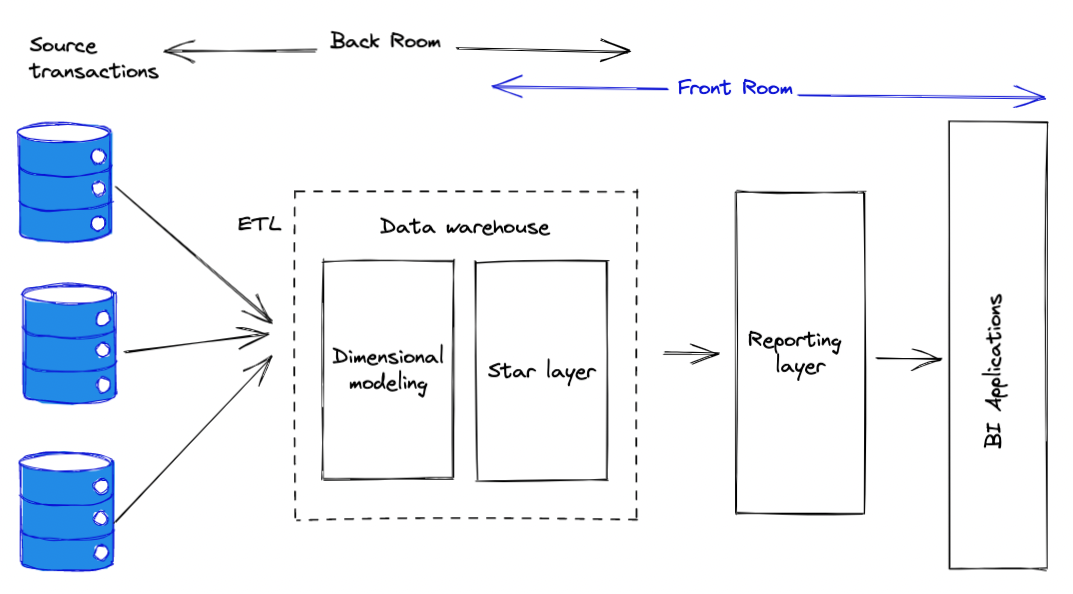 Source
transactions
Back Room
Front Room
ETL
Data warehouse
Dimensional
modeling
Star layer
Reporting
layer
BI Applications